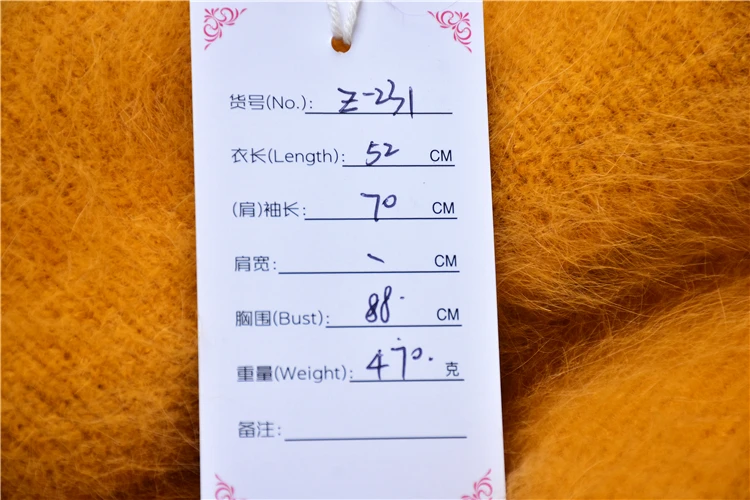 货号(No.): Z-231
衣长(Length): 52 CM
(肩)袖长: 70 CM
肩宽: - CM
胸围(Bust): 88. CM
重量(Weight): 470. 克
备注: